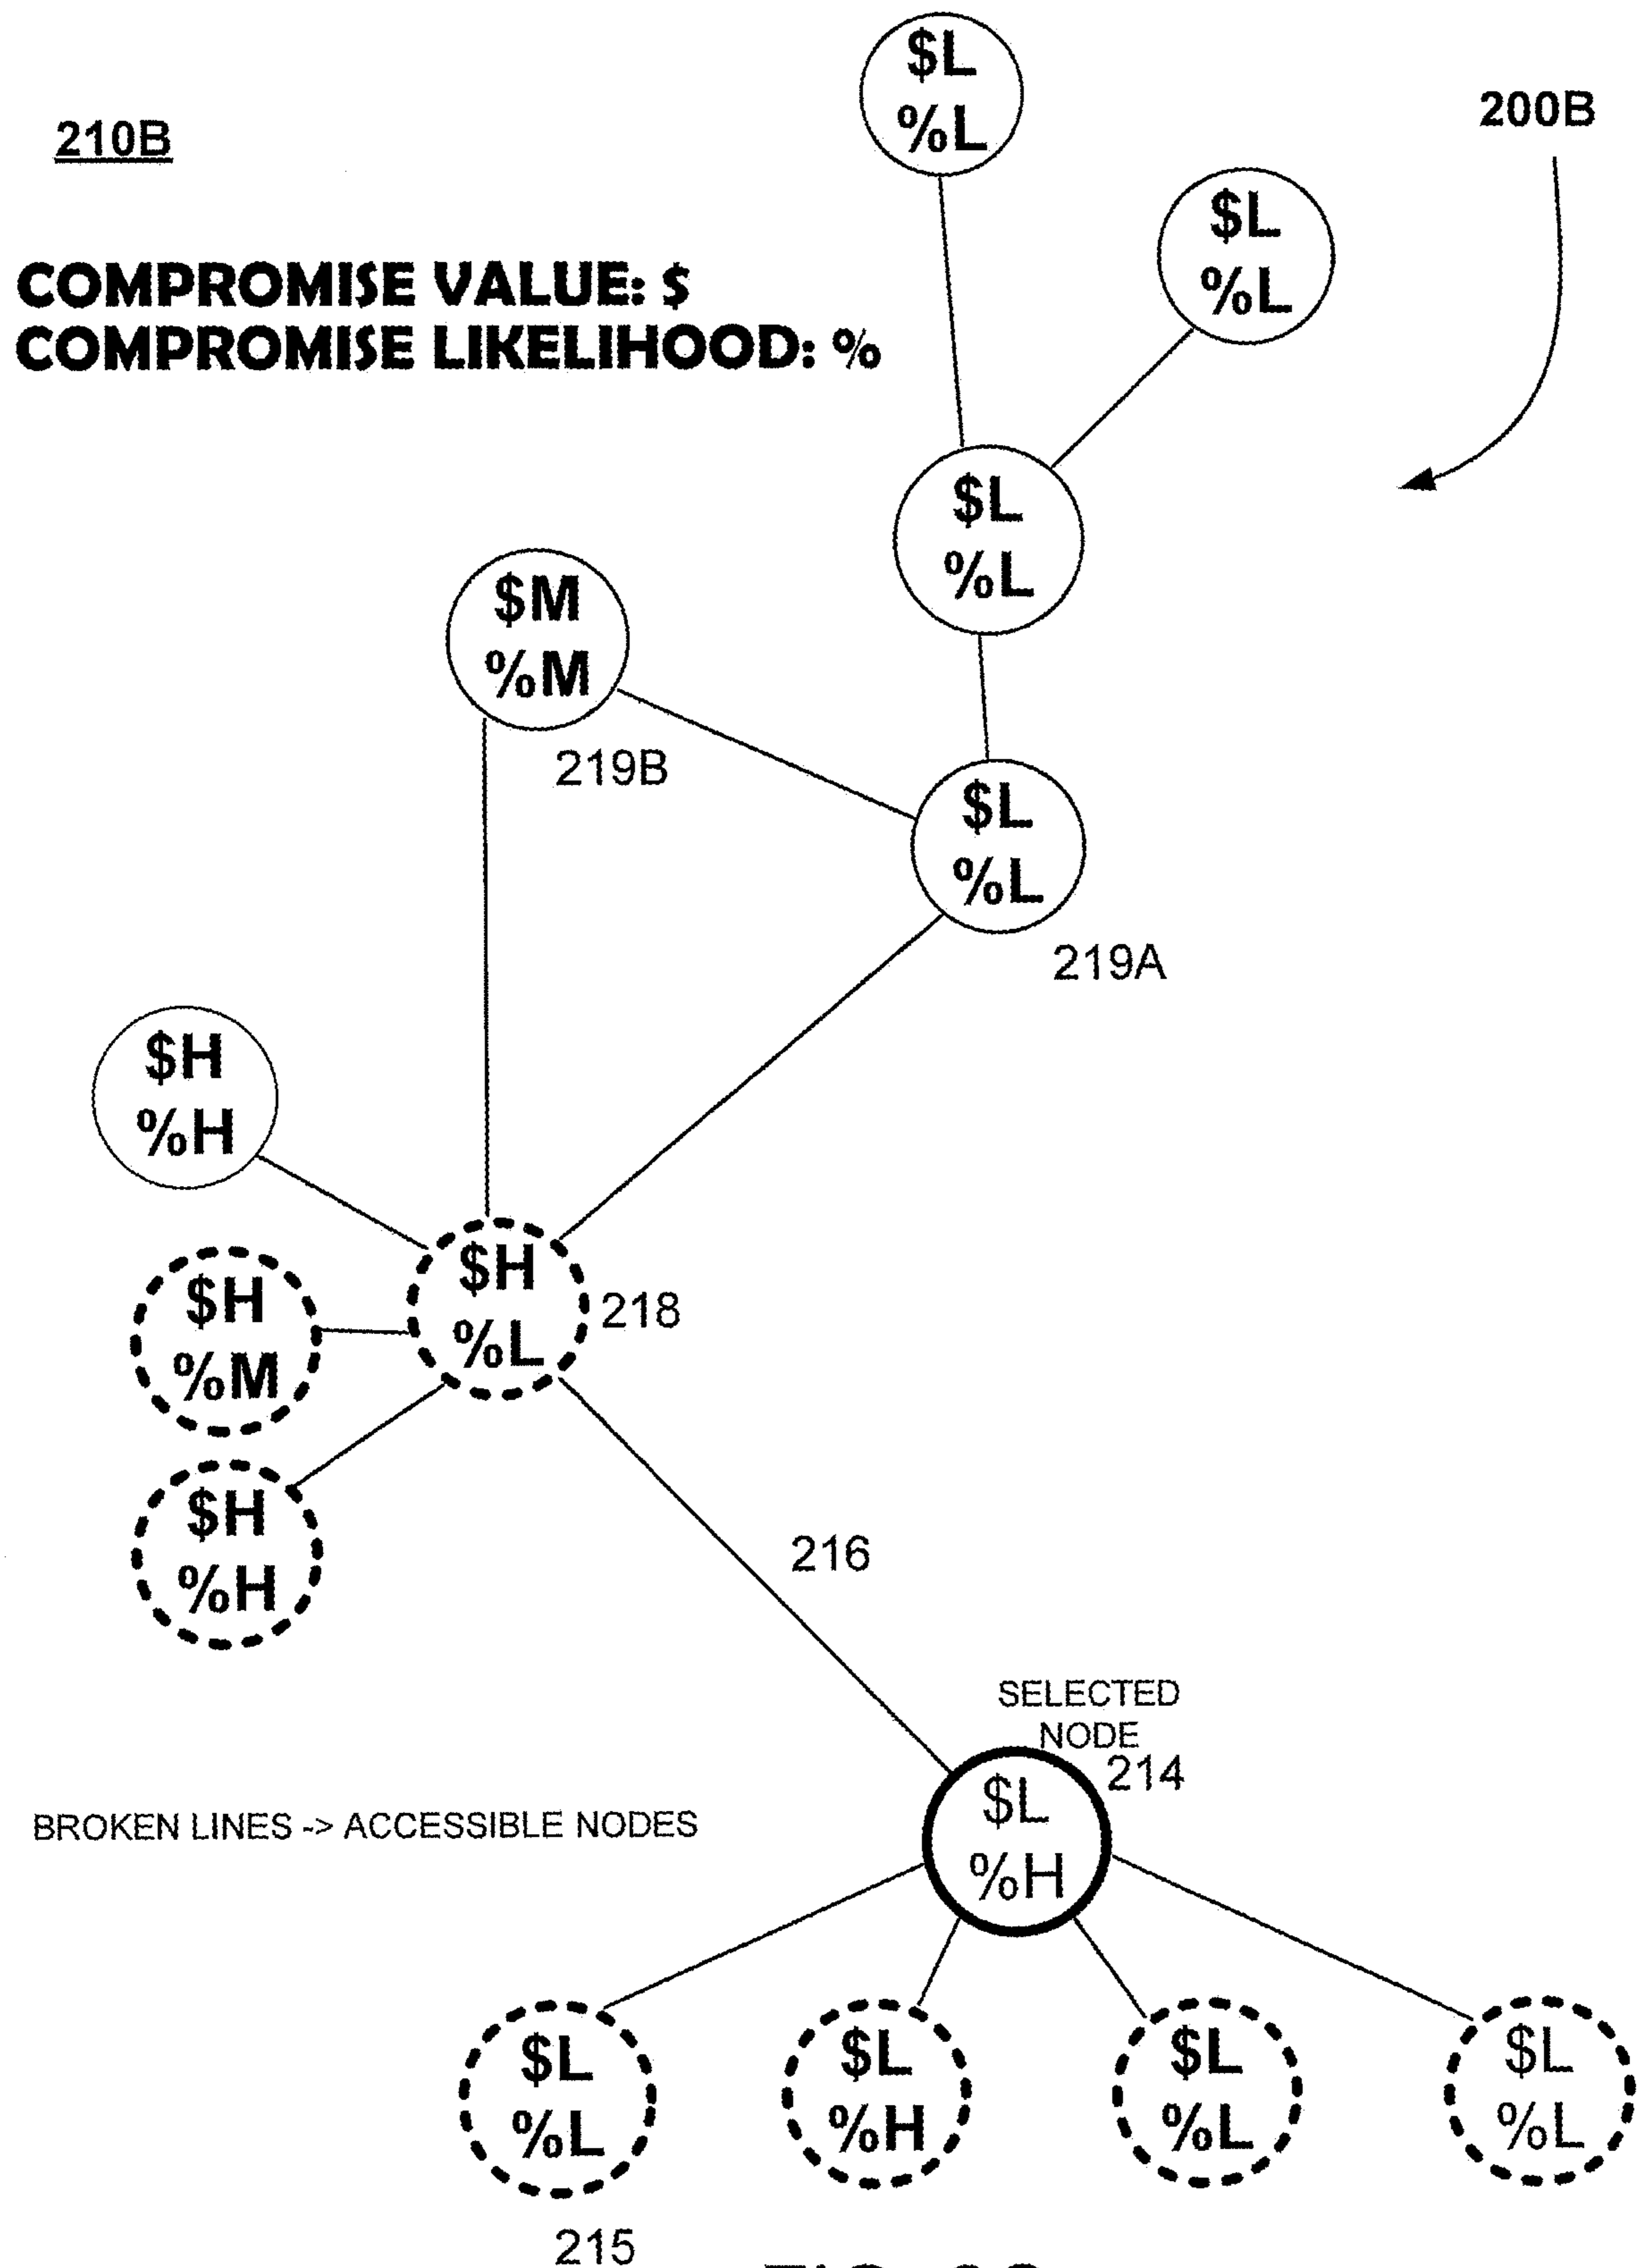 $L
%L
200B
210B
$L
%L
COMPROMISE VALUE: $
COMPROMISE LIKELIHOOD: %
$L
%L
$M
%M
219B
$L
%L
219A
$H
%H
$H
%L
218
$H
%M
$H
%H
216
SELECTED
NODE
214
$L
%H
BROKEN LINES -> ACCESSIBLE NODES
$L
%L
$L
%H
$L
%L
$L
%L
215